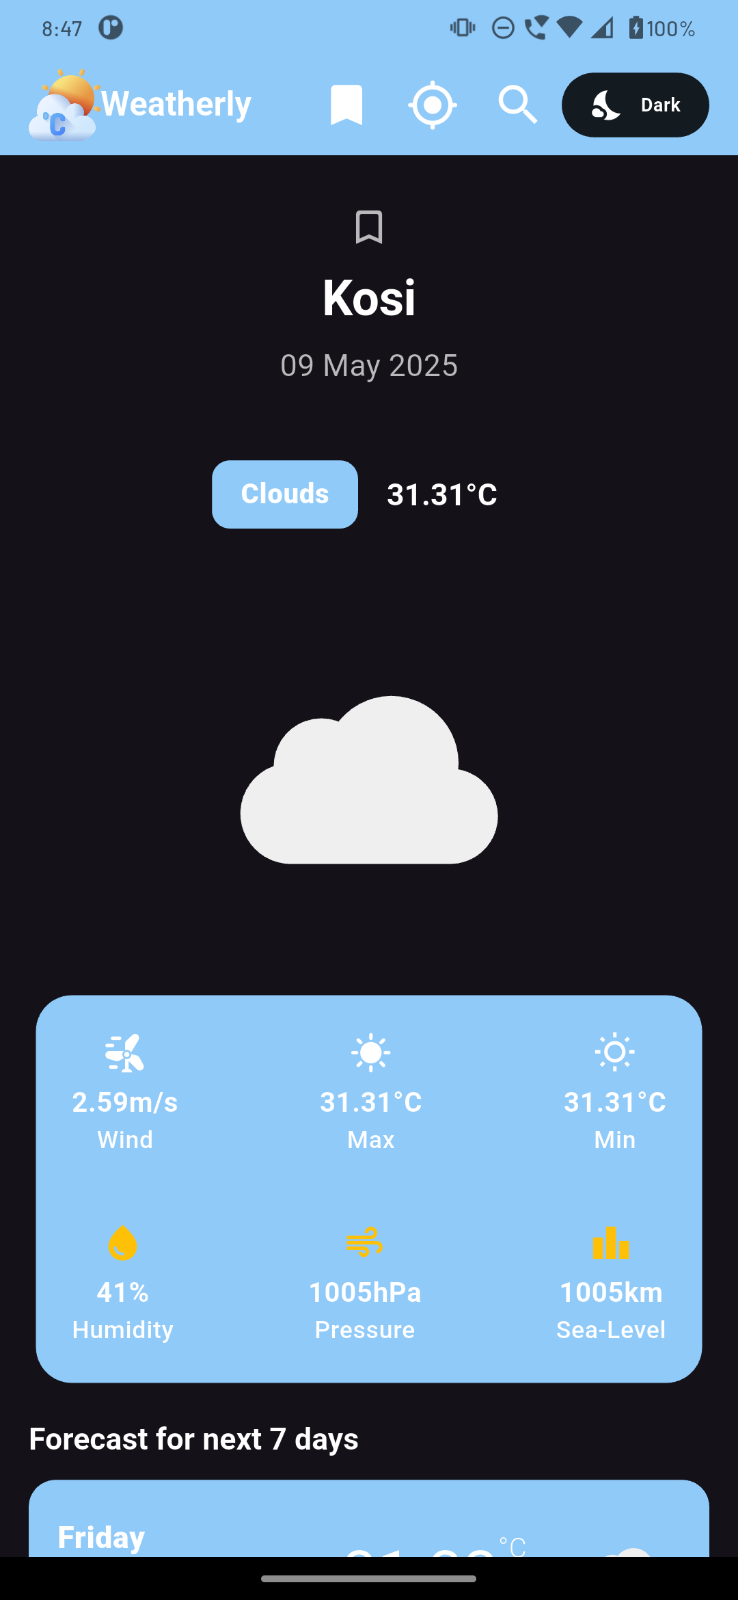 8:47
100%
C
Weatherly
Dark
Kosi
09 May 2025
Clouds 31.31°C
2.59m/s 31.31°C 31.31°C
Wind Max Min
41% 1005hPa 1005km
Humidity Pressure Sea-Level
Forecast for next 7 days
Friday
°C